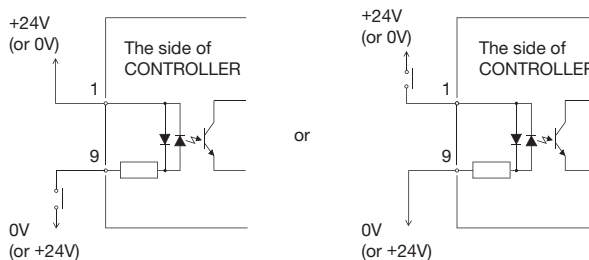 +24V
(or 0V)
The side of
CONTROLLER
1
9
0V
(or +24V)
or
+24V
(or 0V)
The side of
CONTROLLER
1
9
0V
(or +24V)